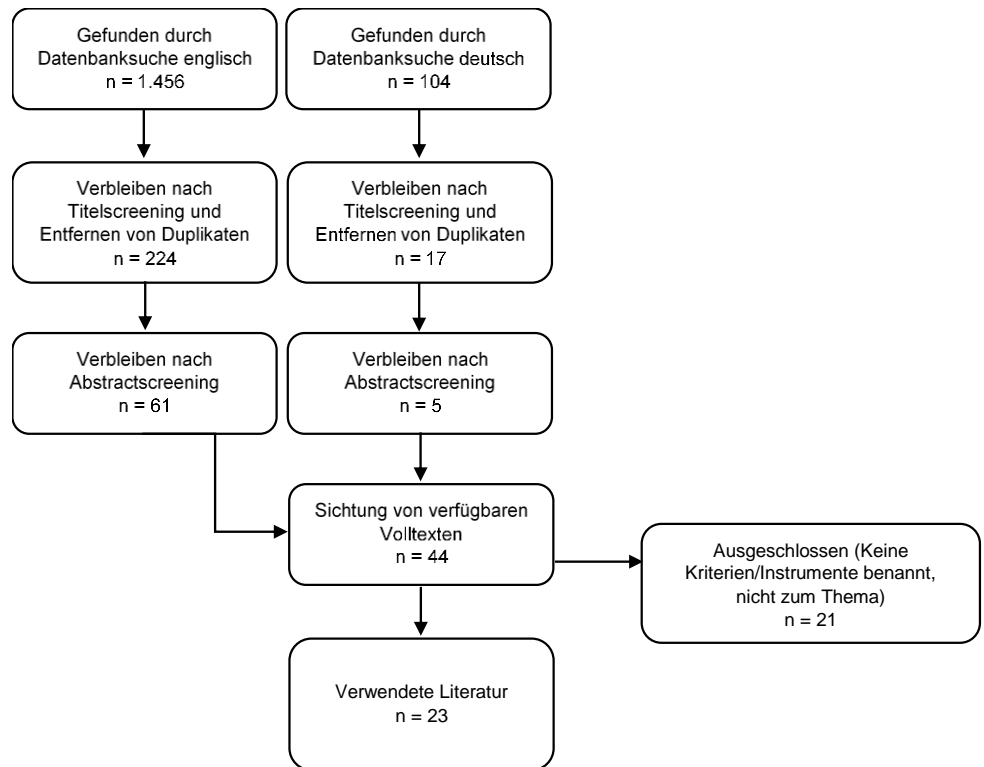 Gefunden durch
Datenbanksuche englisch
n = 1.456
Gefunden durch
Datenbanksuche deutsch
n = 104
Verbleiben nach
Titelscreening und
Entfernen von Duplikaten
n = 224
Verbleiben nach
Titelscreening und
Entfernen von Duplikaten
n = 17
Verbleiben nach
Abstractscreening
n = 61
Verbleiben nach
Abstractscreening
n = 5
Sichtung von verfügbaren
Volltexten
n = 44
Ausgeschlossen (Keine
Kriterien/Instrumente benannt,
nicht zum Thema)
n = 21
Verwendete Literatur
n = 23